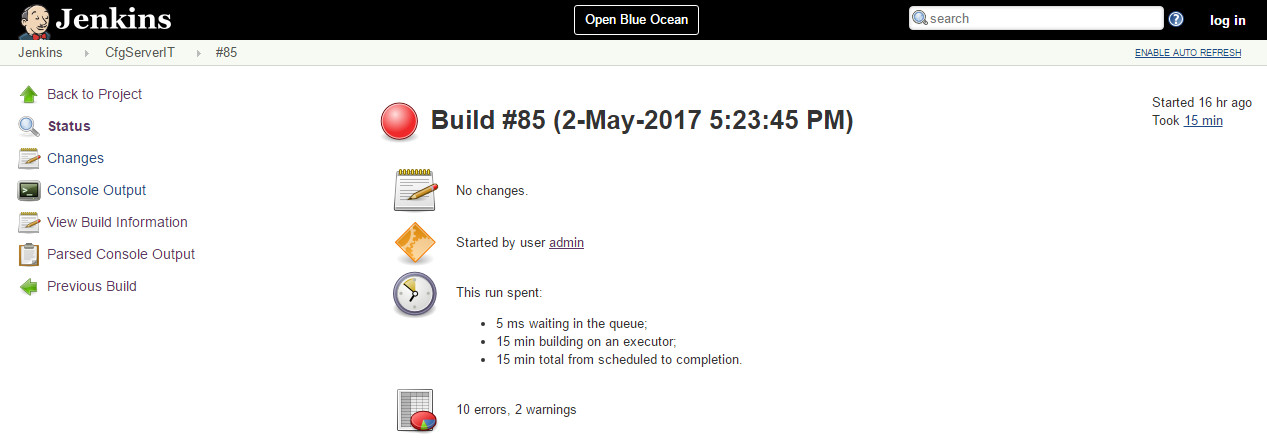 Jenkins
Open Blue Ocean
search
log in
Jenkins CfgServerIT #85
ENABLE AUTO REFRESH
Back to Project
Status
Changes
Console Output
View Build Information
Parsed Console Output
Previous Build
Build #85 (2-May-2017 5:23:45 PM)
Started 16 hr ago
Took 15 min
No changes.
Started by user admin
This run spent:
5 ms waiting in the queue;
15 min building on an executor;
15 min total from scheduled to completion.
10 errors, 2 warnings